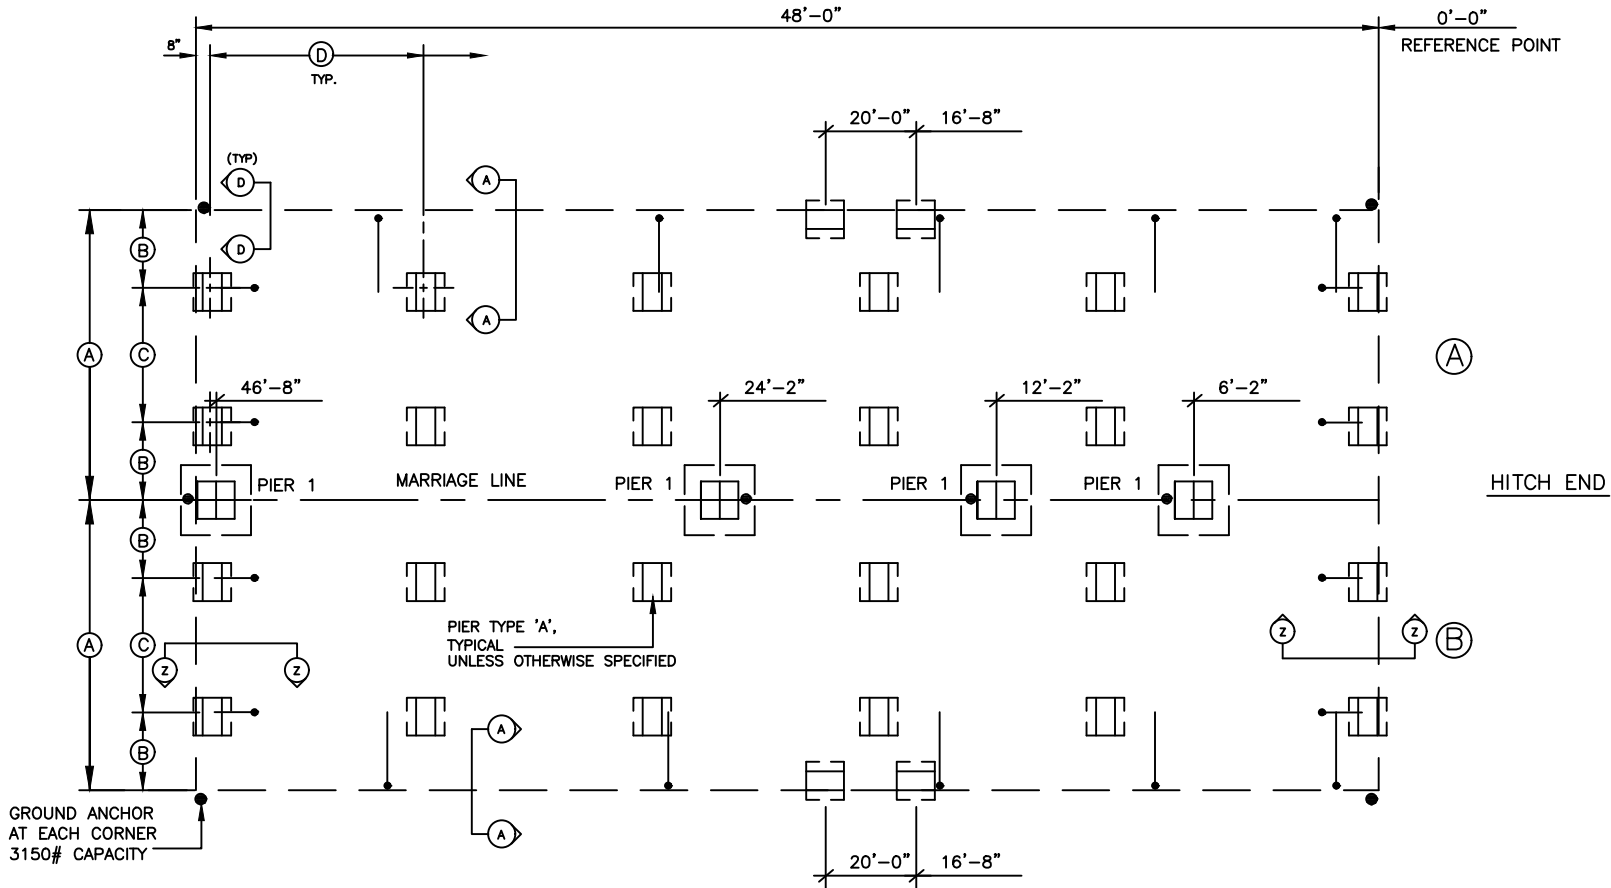 48'-0"
0'-0"
REFERENCE POINT
8"
D
TYP.
20'-0"
16'-8"
(TYP)
D
A
B
D
A
A
C
A
46'-8"
24'-2"
12'-2"
6'-2"
B
PIER 1
MARRIAGE LINE
PIER 1
PIER 1
PIER 1
HITCH END
B
PIER TYPE 'A',
TYPICAL
UNLESS OTHERWISE SPECIFIED
Z
Z
B
A
C
Z
Z
A
B
GROUND ANCHOR
AT EACH CORNER
3150# CAPACITY
A
20'-0"
16'-8"